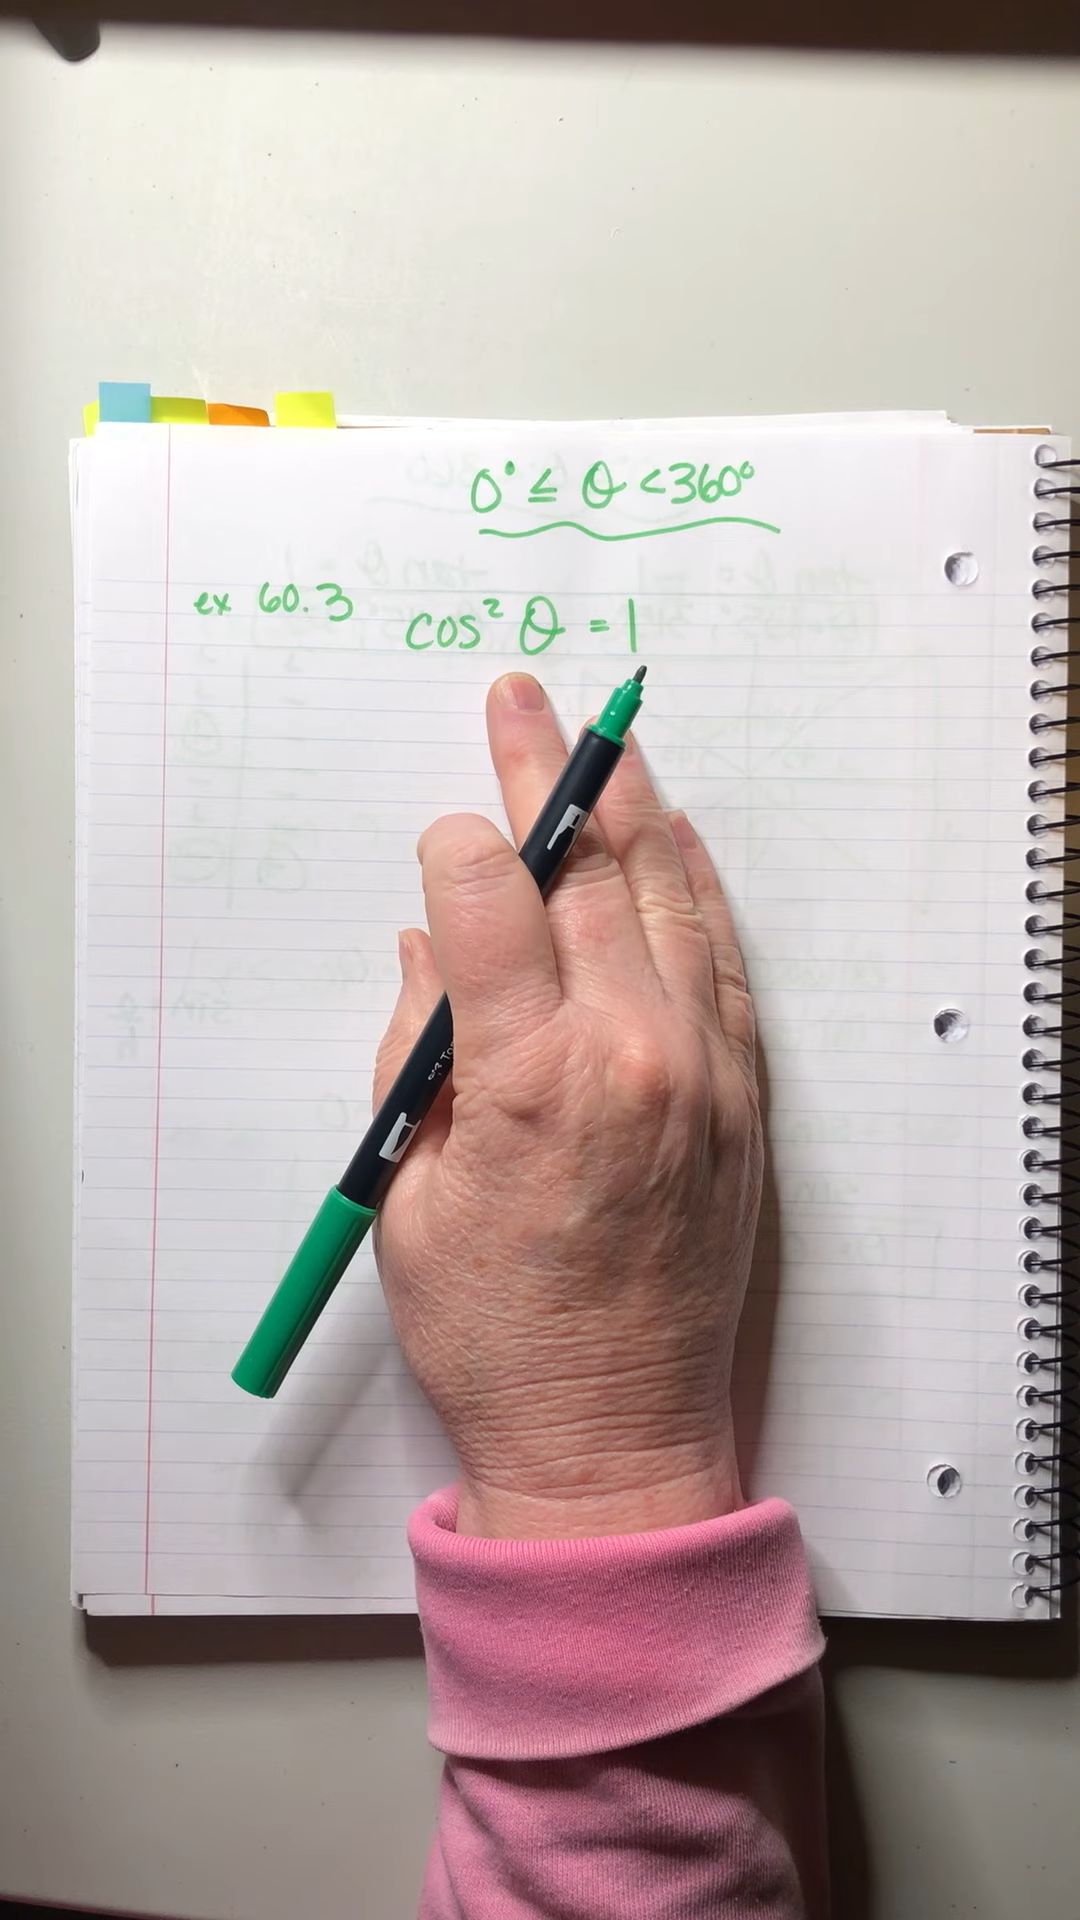 0° ≤ θ < 360°
ex 60.3 cos² θ = 1